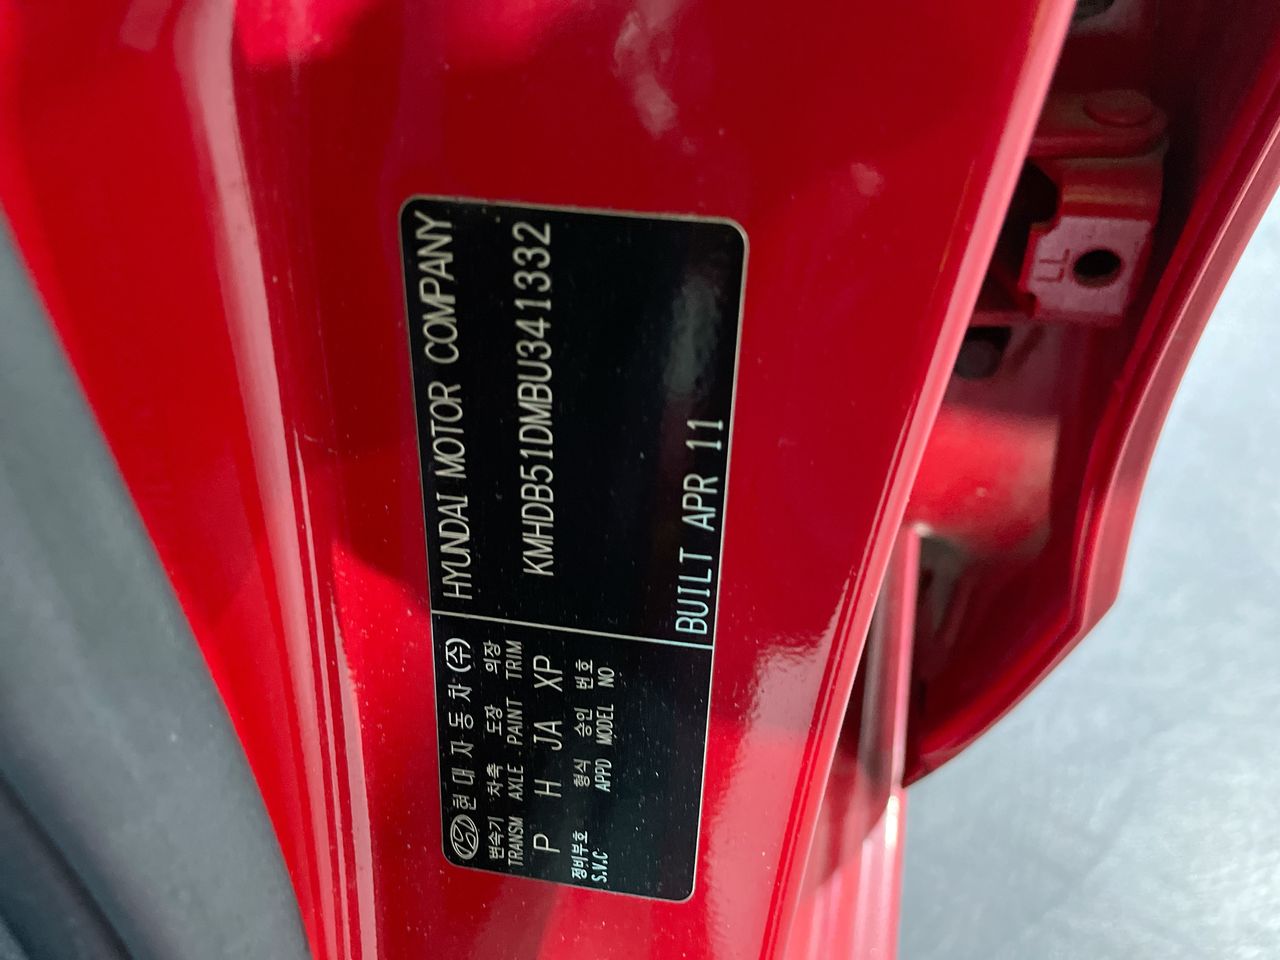 현대자동차(주) HYUNDAI MOTOR COMPANY
변속기 차축 도장 의장
TRANSM AXLE. PAINT TRIM
P H JA XP KMHDB51DMBU341332
정비부호 형식 승인 번호
S.V.C APPD MODEL NO
BUILT APR 11
LL